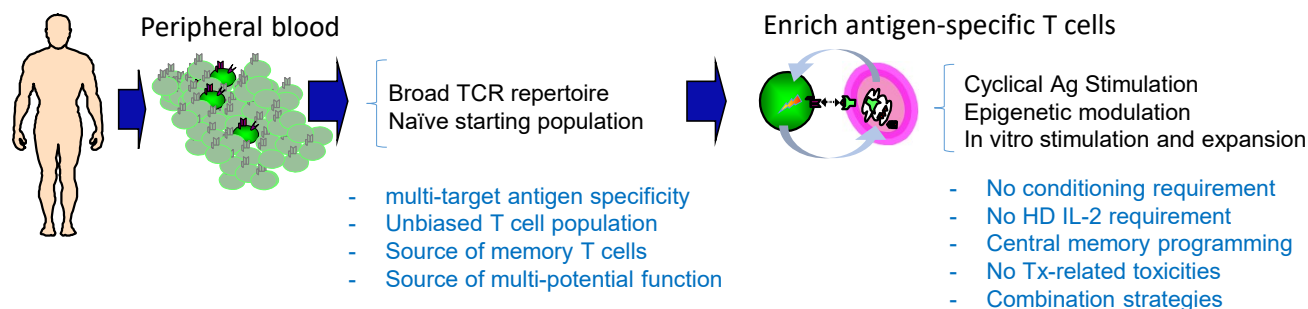 Peripheral blood
Broad TCR repertoire
Naïve starting population
- multi-target antigen specificity
- Unbiased T cell population
- Source of memory T cells
- Source of multi-potential function
Enrich antigen-specific T cells
Cyclical Ag Stimulation
Epigenetic modulation
In vitro stimulation and expansion
- No conditioning requirement
- No HD IL-2 requirement
- Central memory programming
- No Tx-related toxicities
- Combination strategies